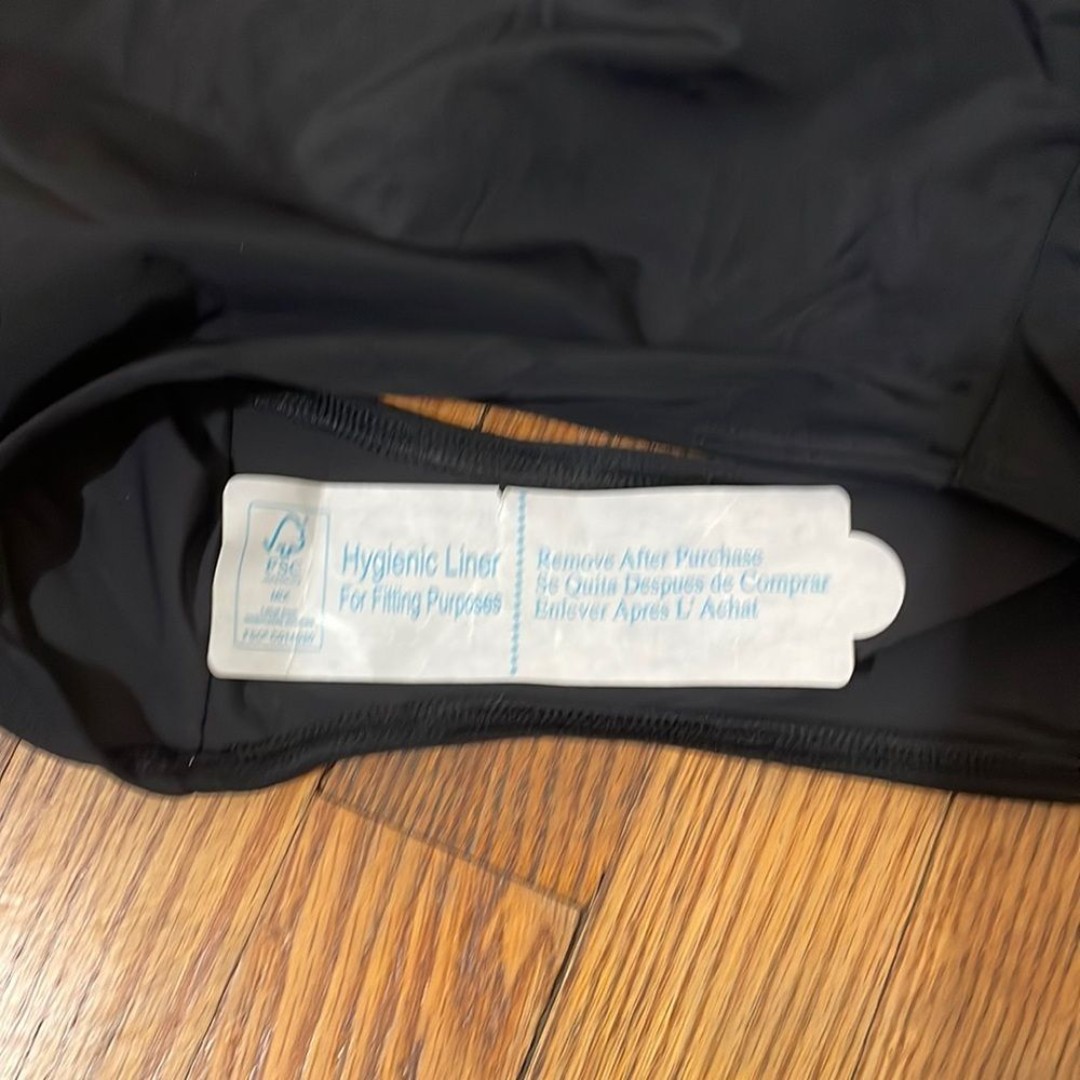 FSC
Hygienic Liner
For Fitting Purposes
Remove After Purchase
Se Quita Despues de Comprar
Enlever Apres L' Achat